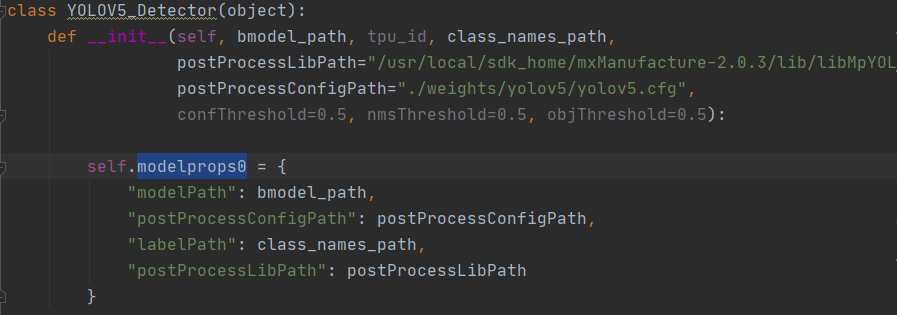 class YOLOV5_Detector(object):
    def __init__(self, bmodel_path, tpu_id, class_names_path,
                 postProcessLibPath="/usr/local/sdk_home/mxManufacture-2.0.3/lib/libMpYOL
                 postProcessConfigPath="./weights/yolov5/yolov5.cfg",
                 confThreshold=0.5, nmsThreshold=0.5, objThreshold=0.5):
        self.modelprops0 = {
            "modelPath": bmodel_path,
            "postProcessConfigPath": postProcessConfigPath,
            "labelPath": class_names_path,
            "postProcessLibPath": postProcessLibPath
        }